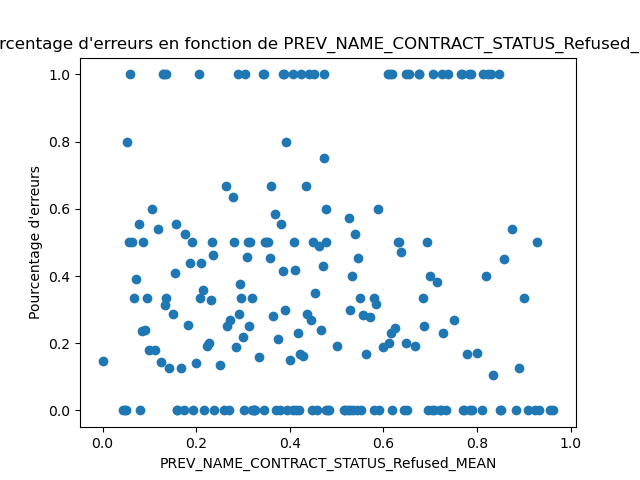 rcentage d'erreurs en fonction de PREV_NAME_CONTRACT_STATUS_Refused_
1.0
0.8
0.6
0.4
0.2
0.0
Pourcentage d'erreurs
0.0 0.2 0.4 0.6 0.8 1.0
PREV_NAME_CONTRACT_STATUS_Refused_MEAN